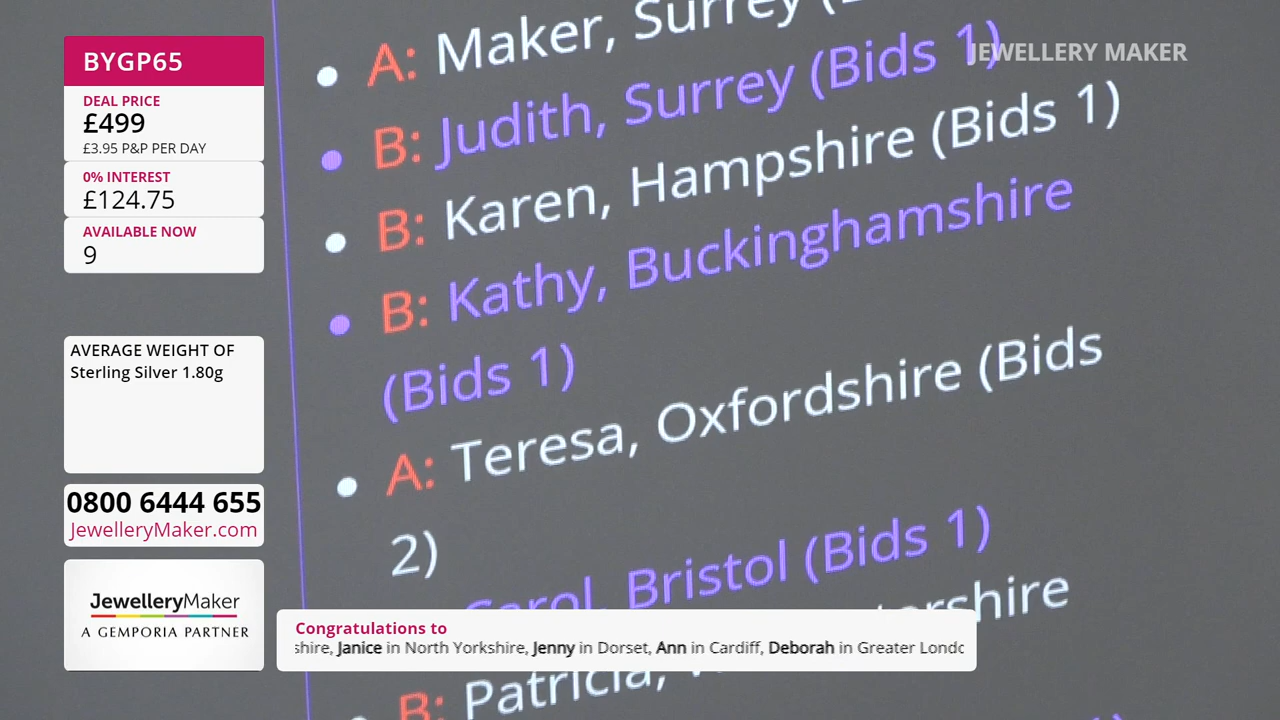 BYGP65
DEAL PRICE
£499
£3.95 P&P PER DAY
0% INTEREST
£124.75
AVAILABLE NOW
9
AVERAGE WEIGHT OF
Sterling Silver 1.80g
0800 6444 655
JewelleryMaker.com
JewelleryMaker
A GEMPORIA PARTNER
JEWELLERY MAKER
A: Maker, Surrey
B: Judith, Surrey (Bids 1)
B: Karen, Hampshire (Bids 1)
B: Kathy, Buckinghamshire
(Bids 1)
A: Teresa, Oxfordshire (Bids
2)
Carol, Bristol (Bids 1)
B: Patricia,
Congratulations to
shire, Janice in North Yorkshire, Jenny in Dorset, Ann in Cardiff, Deborah in Greater